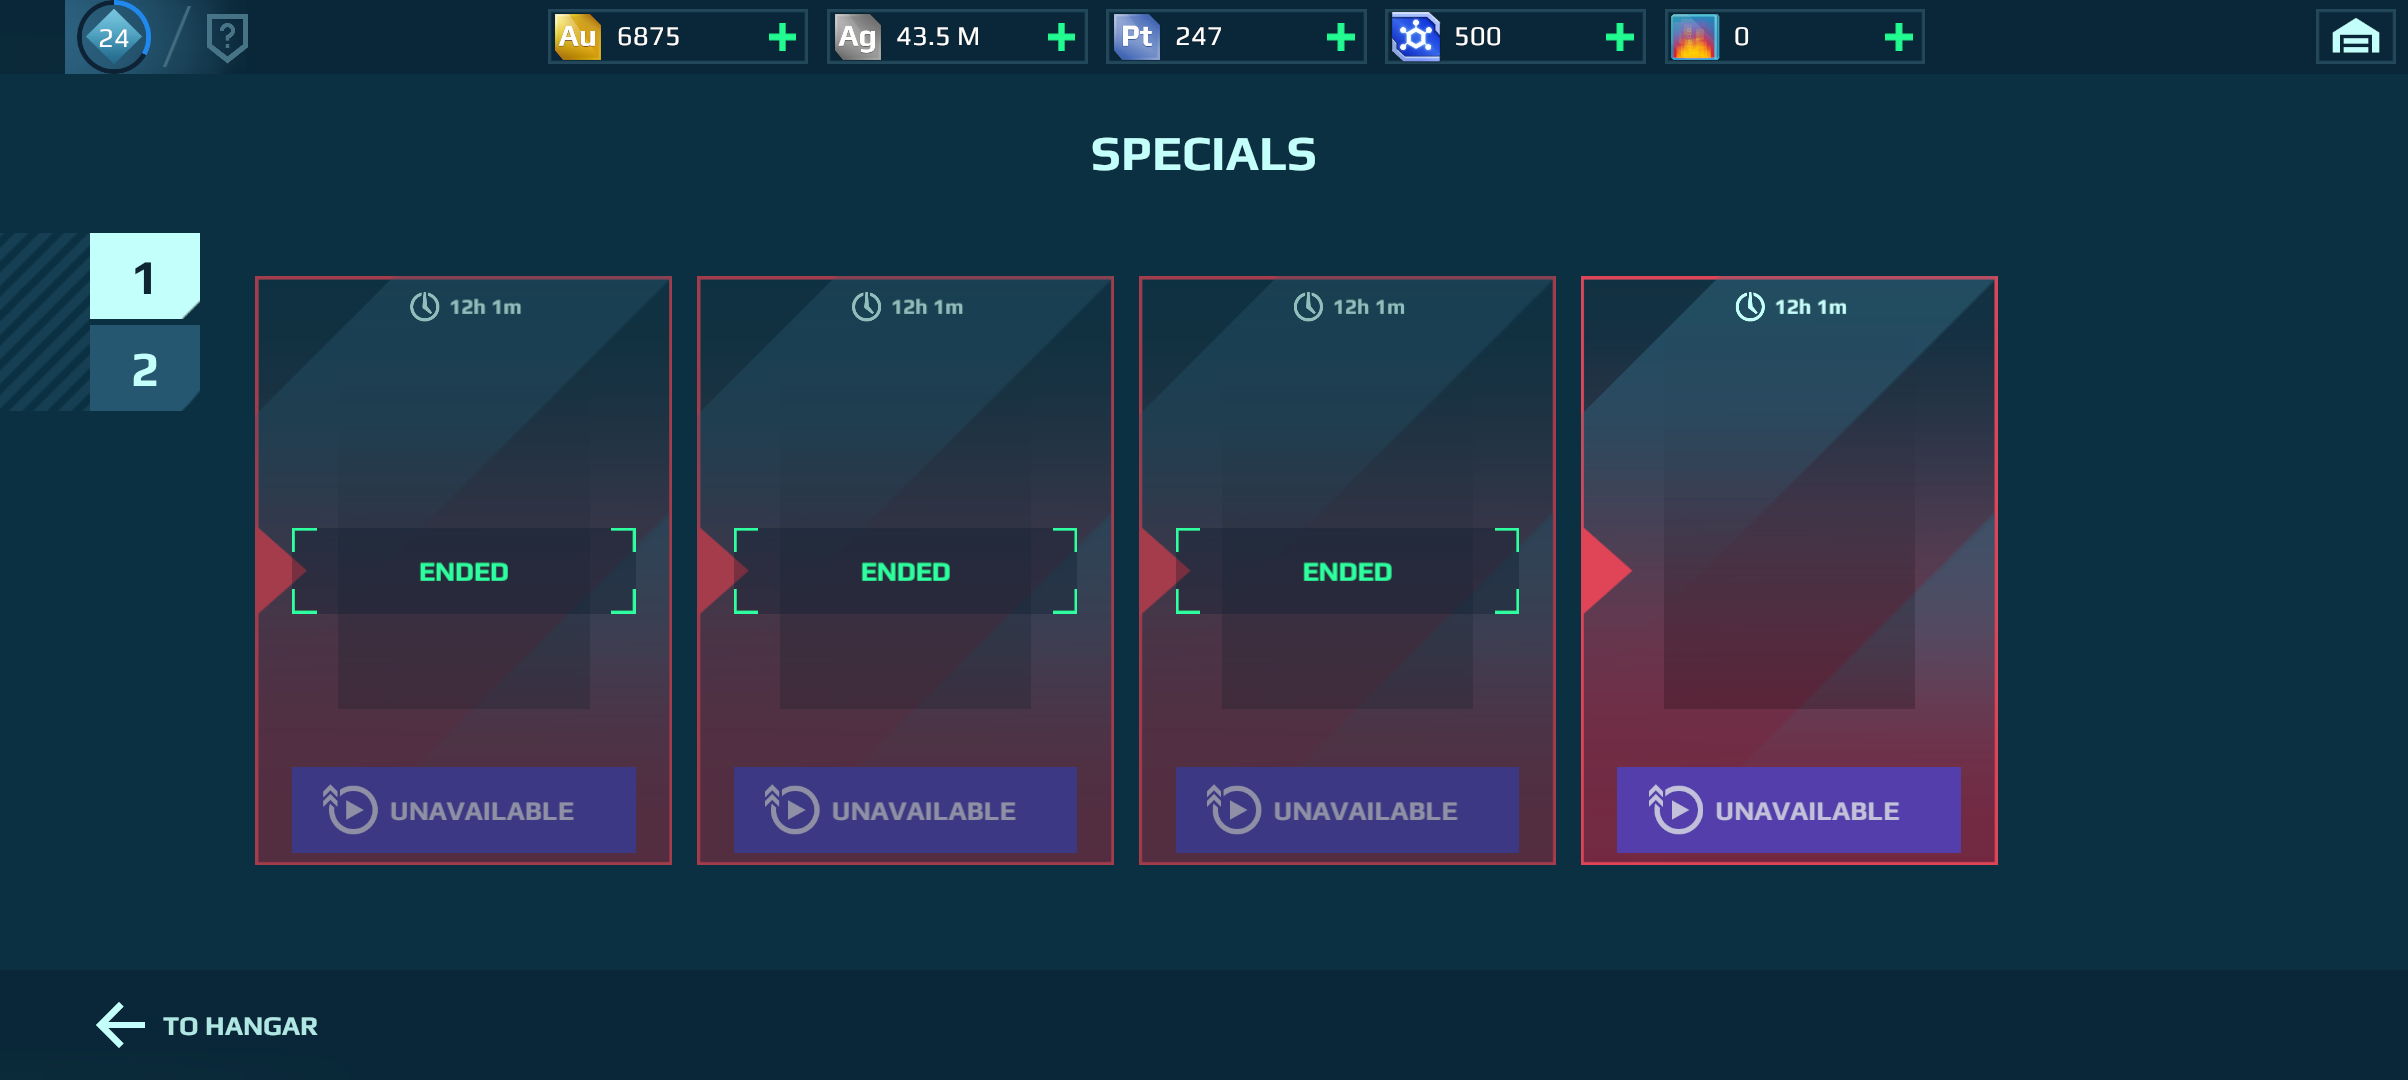 24
?
Au 6875
Ag 43.5 M
Pt 247
500
0
SPECIALS
1
2
12h 1m
12h 1m
12h 1m
12h 1m
ENDED
ENDED
ENDED
UNAVAILABLE
UNAVAILABLE
UNAVAILABLE
UNAVAILABLE
TO HANGAR